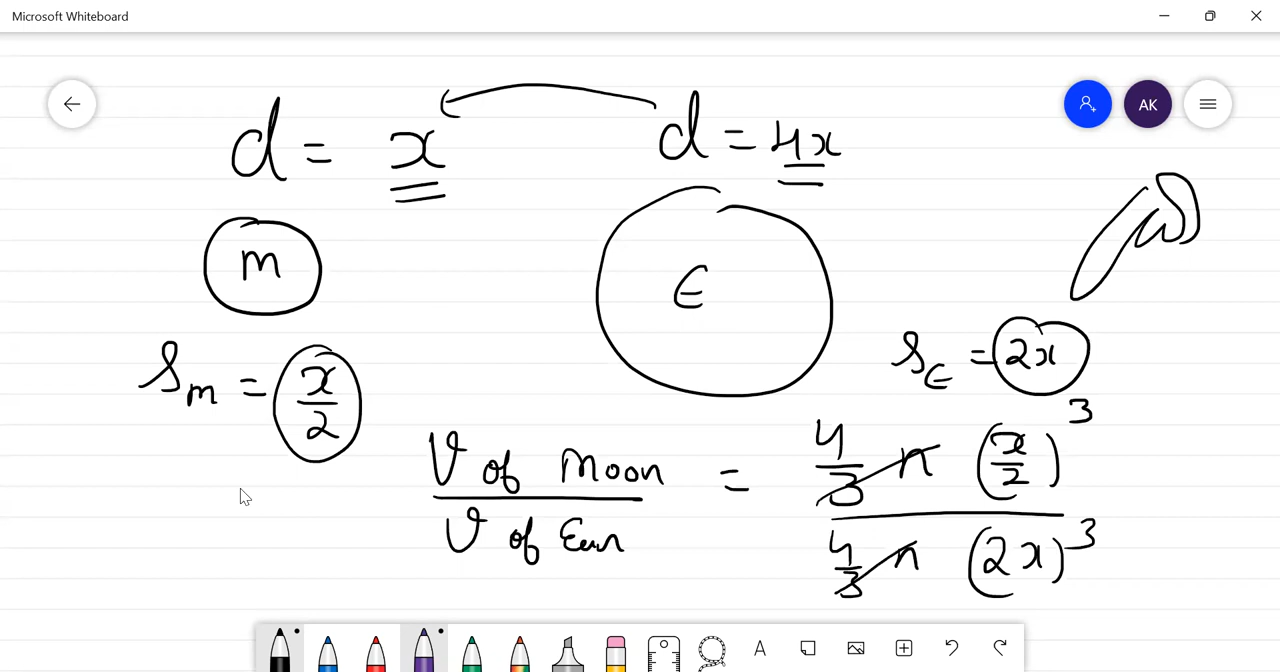 Microsoft Whiteboard
AK
d = x
d = 4x
m
E
r_m = x/2
r_E = 2x
V of Moon / V of Ear = 4/3 π (x/2)^3 / 4/3 π (2x)^3
A